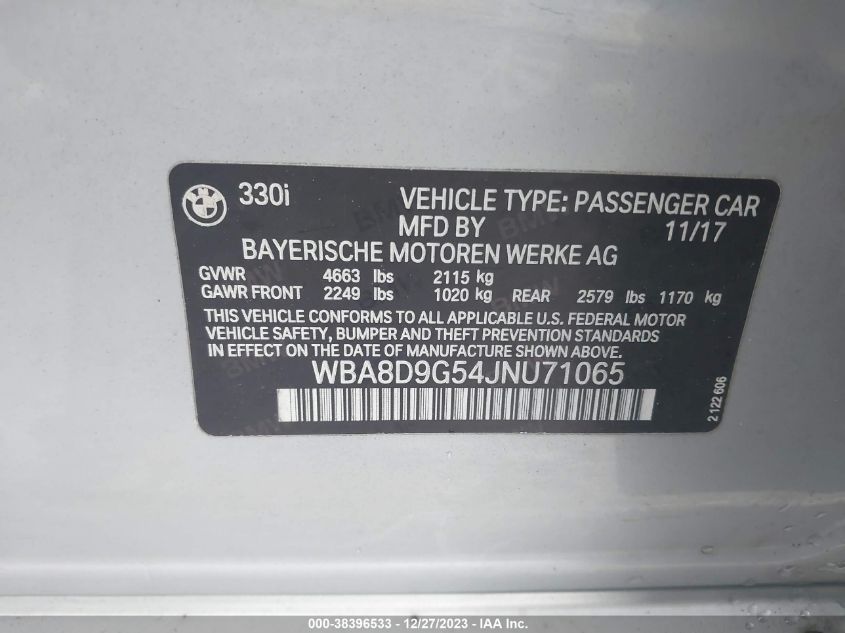 330i VEHICLE TYPE: PASSENGER CAR
MFD BY 11/17
BAYERISCHE MOTOREN WERKE AG
GVWR 4663 lbs 2115 kg
GAWR FRONT 2249 lbs 1020 kg REAR 2579 lbs 1170 kg
THIS VEHICLE CONFORMS TO ALL APPLICABLE U.S. FEDERAL MOTOR
VEHICLE SAFETY, BUMPER AND THEFT PREVENTION STANDARDS
IN EFFECT ON THE DATE OF MANUFACTURE SHOWN ABOVE.
WBA8D9G54JNU71065
2 122 606
000-38396533 - 12/27/2023 - IAA Inc.